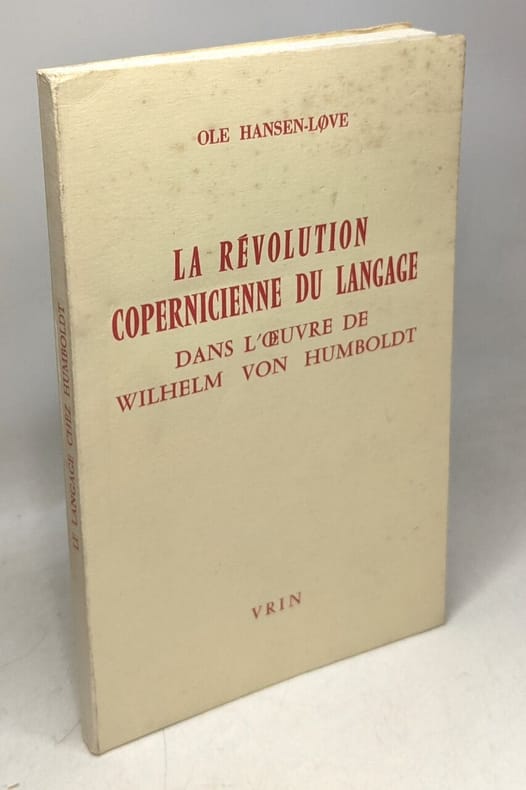 OLE HANSEN-LØVE
LA RÉVOLUTION
COPERNICIENNE DU LANGAGE
DANS L'ŒUVRE DE
WILHELM VON HUMBOLDT
VRIN
LE LANGAGE CHEZ HUMBOLDT